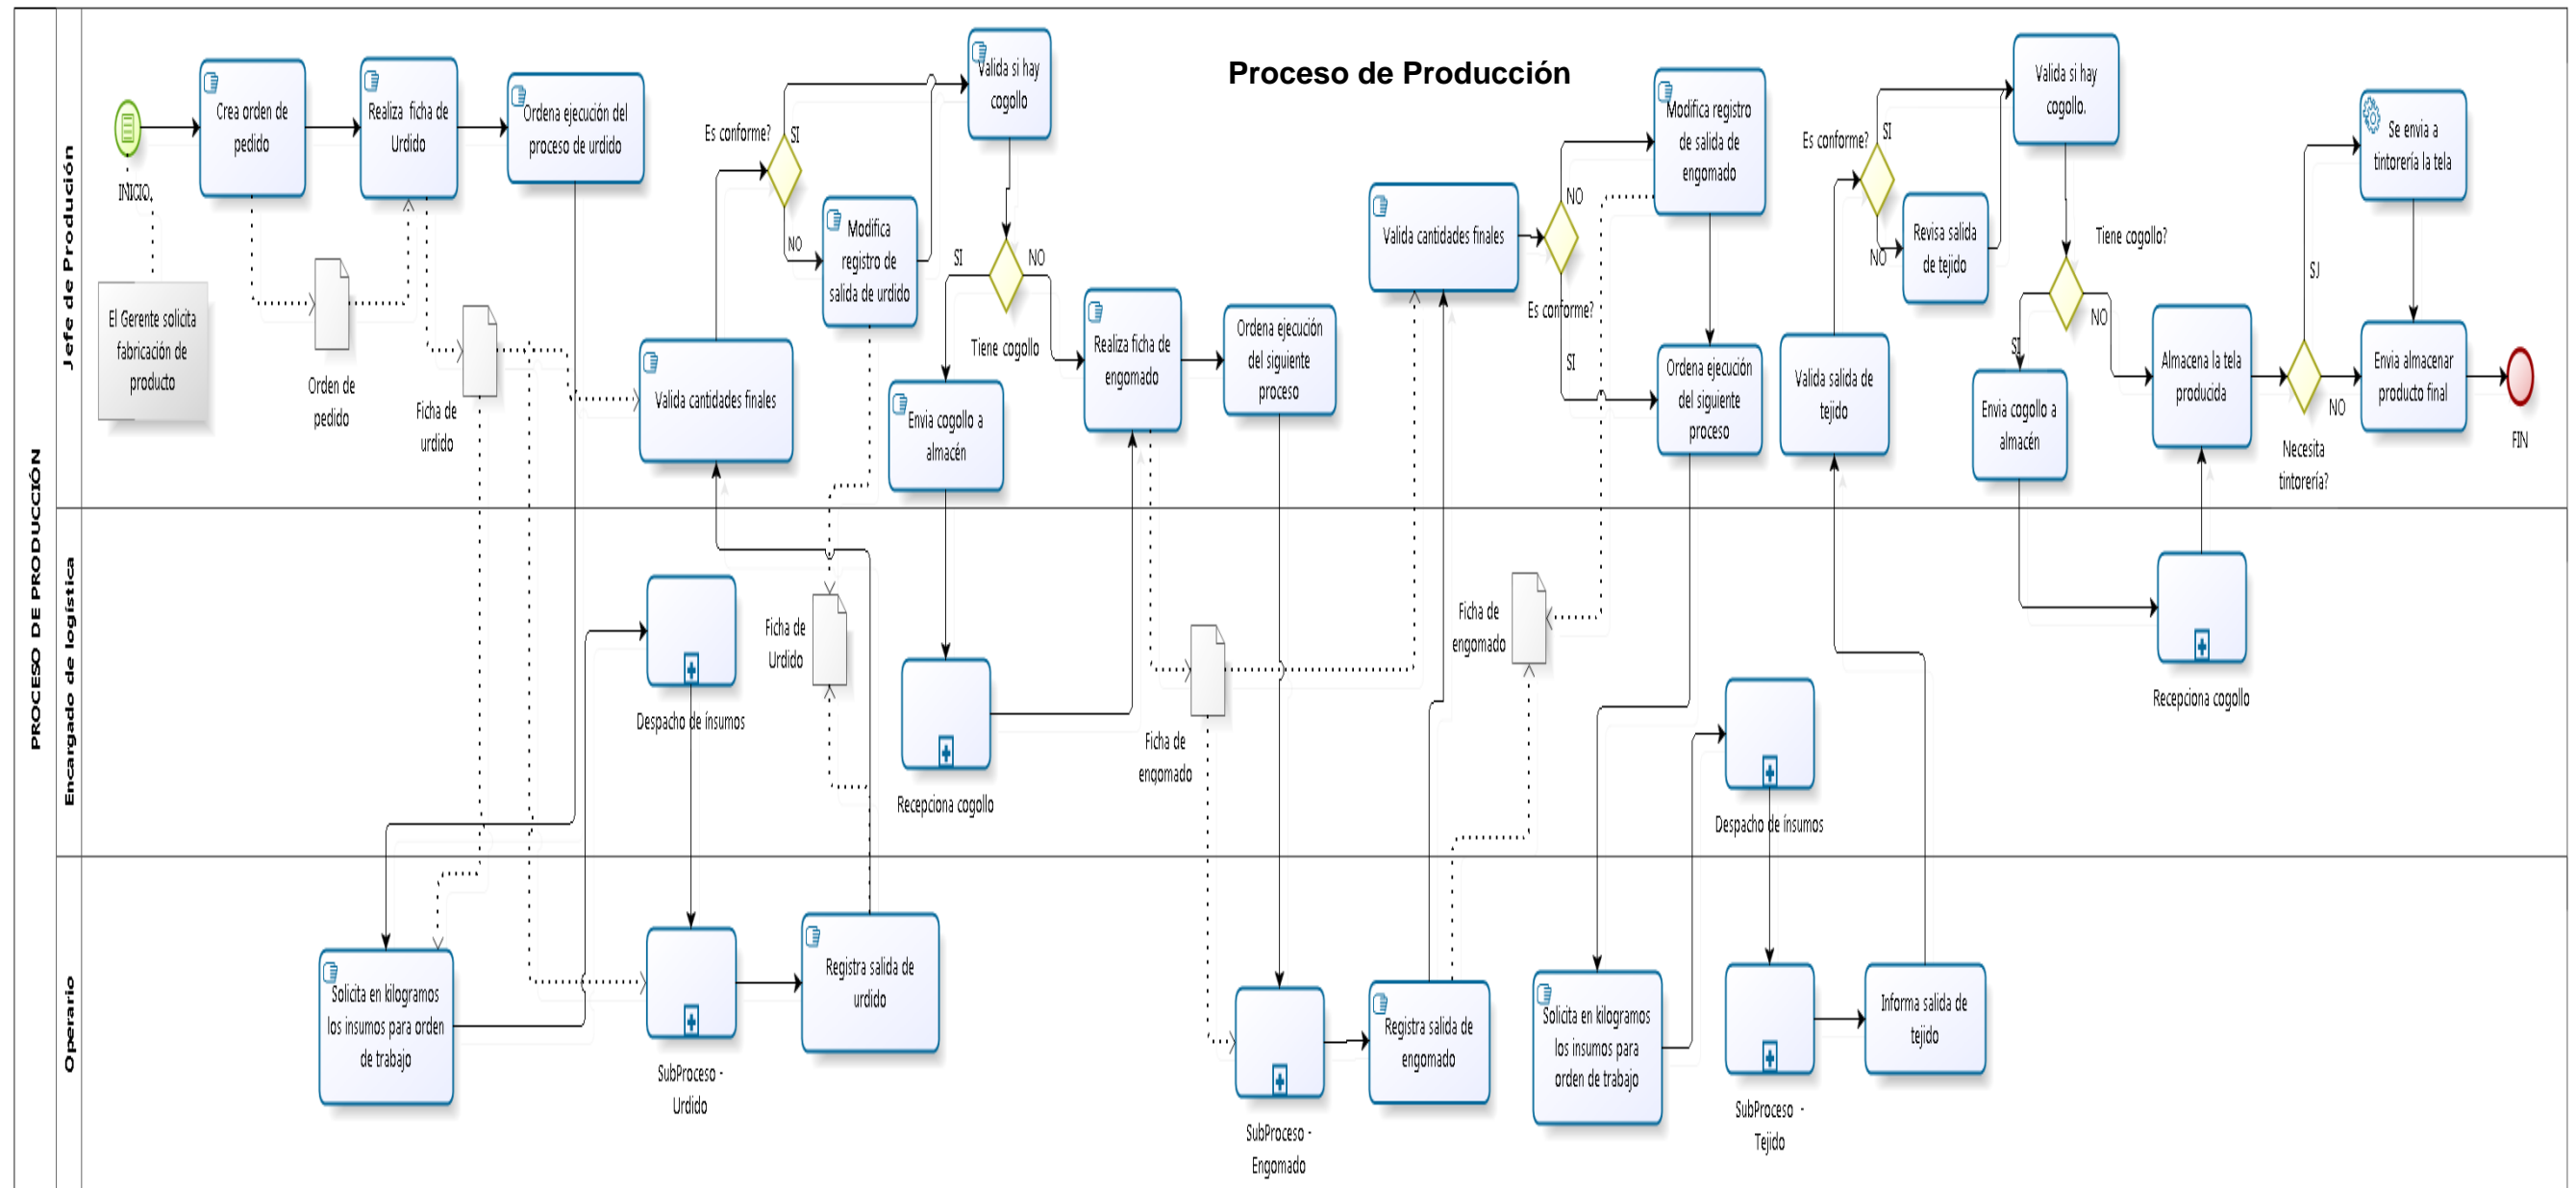 Proceso de Producción
PROCESO DE PRODUCCIÓN
Jefe de Producción
INICIO.
El Gerente solicita
fabricación de
producto
Crea orden de
pedido
Orden de
pedido
Realiza ficha de
Urdido
Ficha de
urdido
Ordena ejecución del
proceso de urdido
Valida cantidades finales
Es conforme?
SI
NO
Modifica
registro de
salida de urdido
Valida si hay
cogollo
SI
NO
Tiene cogollo
Envia cogollo a
almacén
Realiza ficha de
engomado
Ordena ejecución
del siguiente
proceso
Valida cantidades finales
NO
Es conforme?
SI
Modifica registro
de salida de
engomado
Ordena ejecución
del siguiente
proceso
Valida salida de
tejido
Es conforme?
SI
NO
Revisa salida
de tejido
Valida si hay
cogollo.
Tiene cogollo?
SI
NO
Envia cogollo a
almacén
Almacena la tela
producida
SI
NO
Necesita
tintorería?
Se envia a
tintorería la tela
Envia almacenar
producto final
FIN
Encargado de logística
Despacho de ínsumos
Ficha de
Urdido
Recepciona cogollo
Ficha de
engomado
Ficha de
engomado
Despacho de ínsumos
Recepciona cogollo
Operario
Solicita en kilogramos
los insumos para orden
de trabajo
SubProceso -
Urdido
Registra salida de
urdido
SubProceso -
Engomado
Registra salida de
engomado
Solicita en kilogramos
los insumos para
orden de trabajo
SubProceso -
Tejido
Informa salida de
tejido